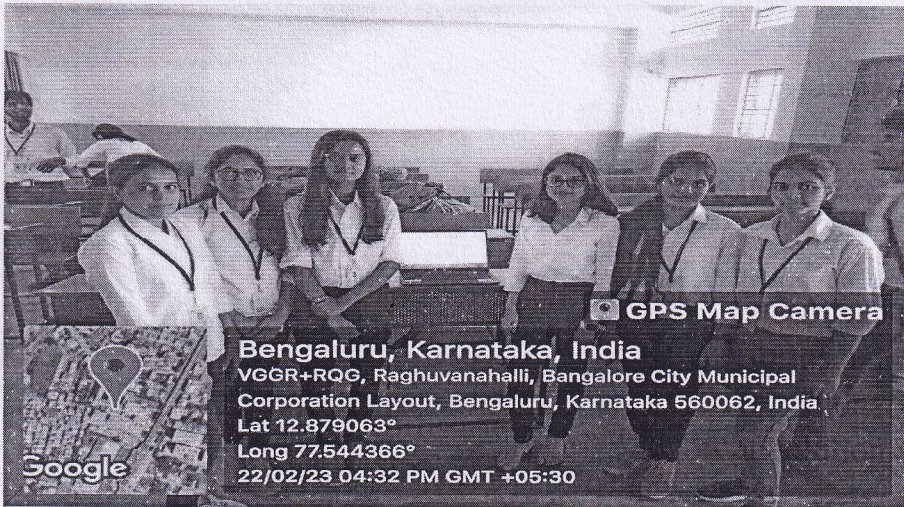 GPS Map Camera
Bengaluru, Karnataka, India
VGGR+RQG, Raghuvanahalli, Bangalore City Municipal
Corporation Layout, Bengaluru, Karnataka 560062, India
Lat 12.879063°
Long 77.544366°
22/02/23 04:32 PM GMT +05:30
Google